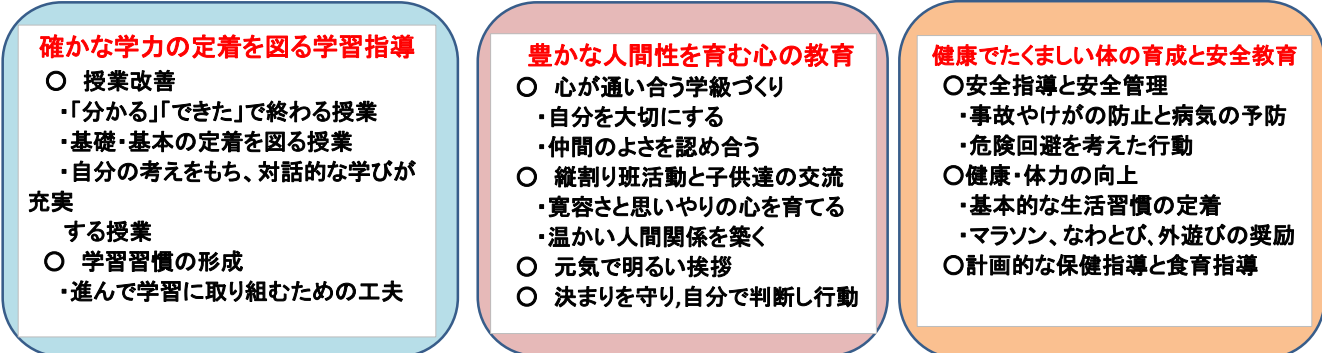 確かな学力の定着を図る学習指導
〇 授業改善
・「分かる」「できた」で終わる授業
・基礎・基本の定着を図る授業
・自分の考えをもち、対話的な学びが
充実
する授業
〇 学習習慣の形成
・進んで学習に取り組むための工夫
豊かな人間性を育む心の教育
〇 心が通い合う学級づくり
・自分を大切にする
・仲間のよさを認め合う
〇 縦割り班活動と子供達の交流
・寛容さと思いやりの心を育てる
・温かい人間関係を築く
〇 元気で明るい挨拶
〇 決まりを守り,自分で判断し行動
健康でたくましい体の育成と安全教育
〇安全指導と安全管理
・事故やけがの防止と病気の予防
・危険回避を考えた行動
〇健康・体力の向上
・基本的な生活習慣の定着
・マラソン、なわとび、外遊びの奨励
〇計画的な保健指導と食育指導